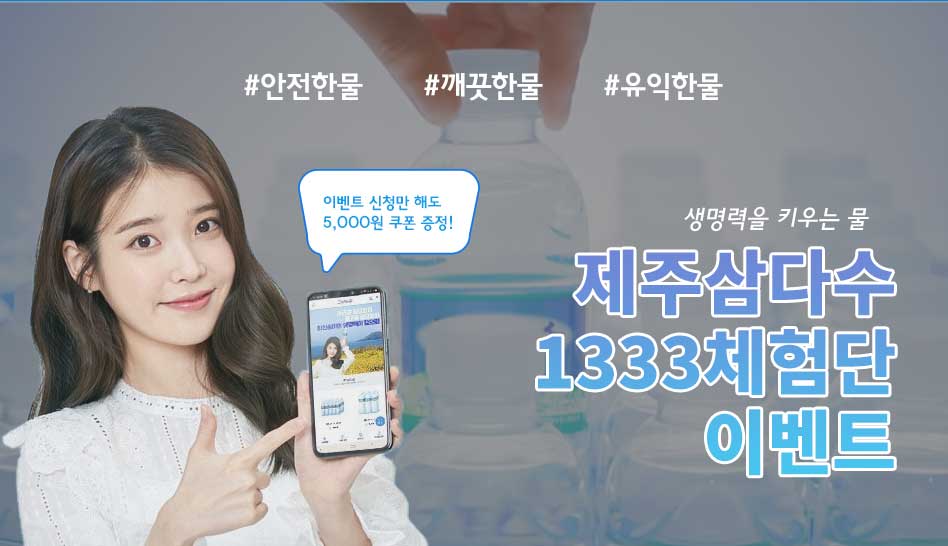 #안전한물 #깨끗한물 #유익한물
이벤트 신청만 해도
5,000원 쿠폰 증정!
생명력을 키우는 물
제주삼다수
1333체험단
이벤트